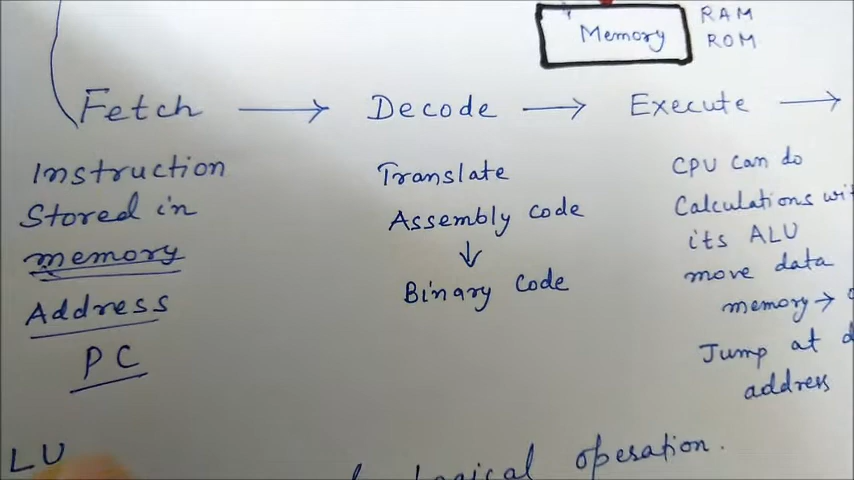 RAM
Memory
ROM
Fetch → Decode → Execute →
Instruction
Stored in
memory
Address
PC
Translate
Assembly code
↓
Binary Code
CPU can do
Calculations
its ALU
move data
memory →
Jump at
address
LU
operation.